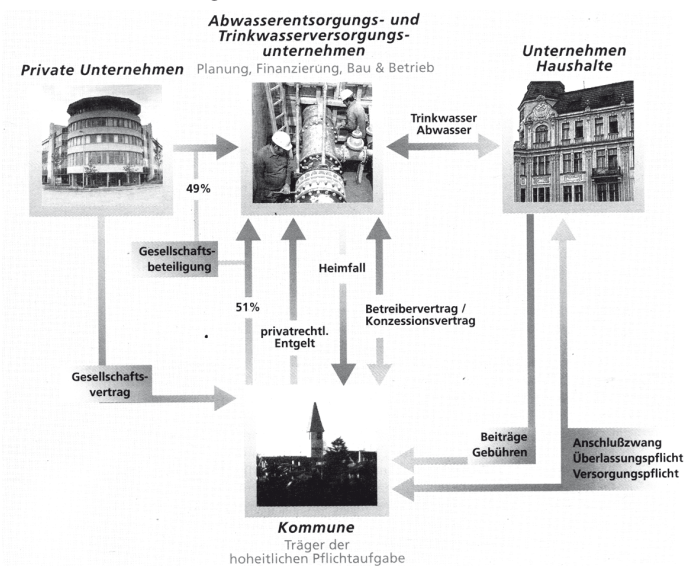 Abwasserentsorgungs- und
Trinkwasserversorgungs-
unternehmen
Planung, Finanzierung, Bau & Betrieb
Private Unternehmen
Unternehmen
Haushalte
Trinkwasser
Abwasser
49%
Gesellschafts-
beteiligung
51%
privatrechtl.
Entgelt
Heimfall
Betreibervertrag /
Konzessionsvertrag
Gesellschafts-
vertrag
Beiträge
Gebühren
Anschlußzwang
Überlassungspflicht
Versorgungspflicht
Kommune
Träger der
hoheitlichen Pflichtaufgabe